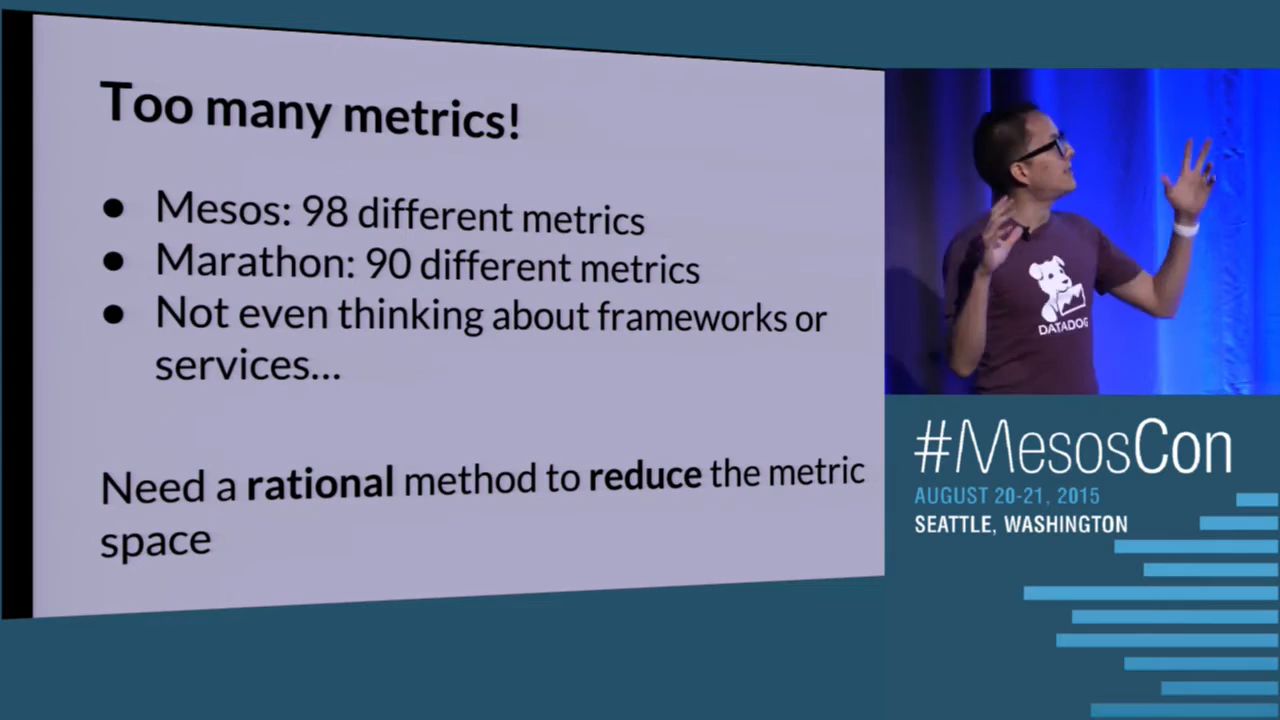 Too many metrics!
● Mesos: 98 different metrics
● Marathon: 90 different metrics
● Not even thinking about frameworks or
services...
Need a rational method to reduce the metric
space
DATADOG
#MesosCon
AUGUST 20-21, 2015
SEATTLE, WASHINGTON